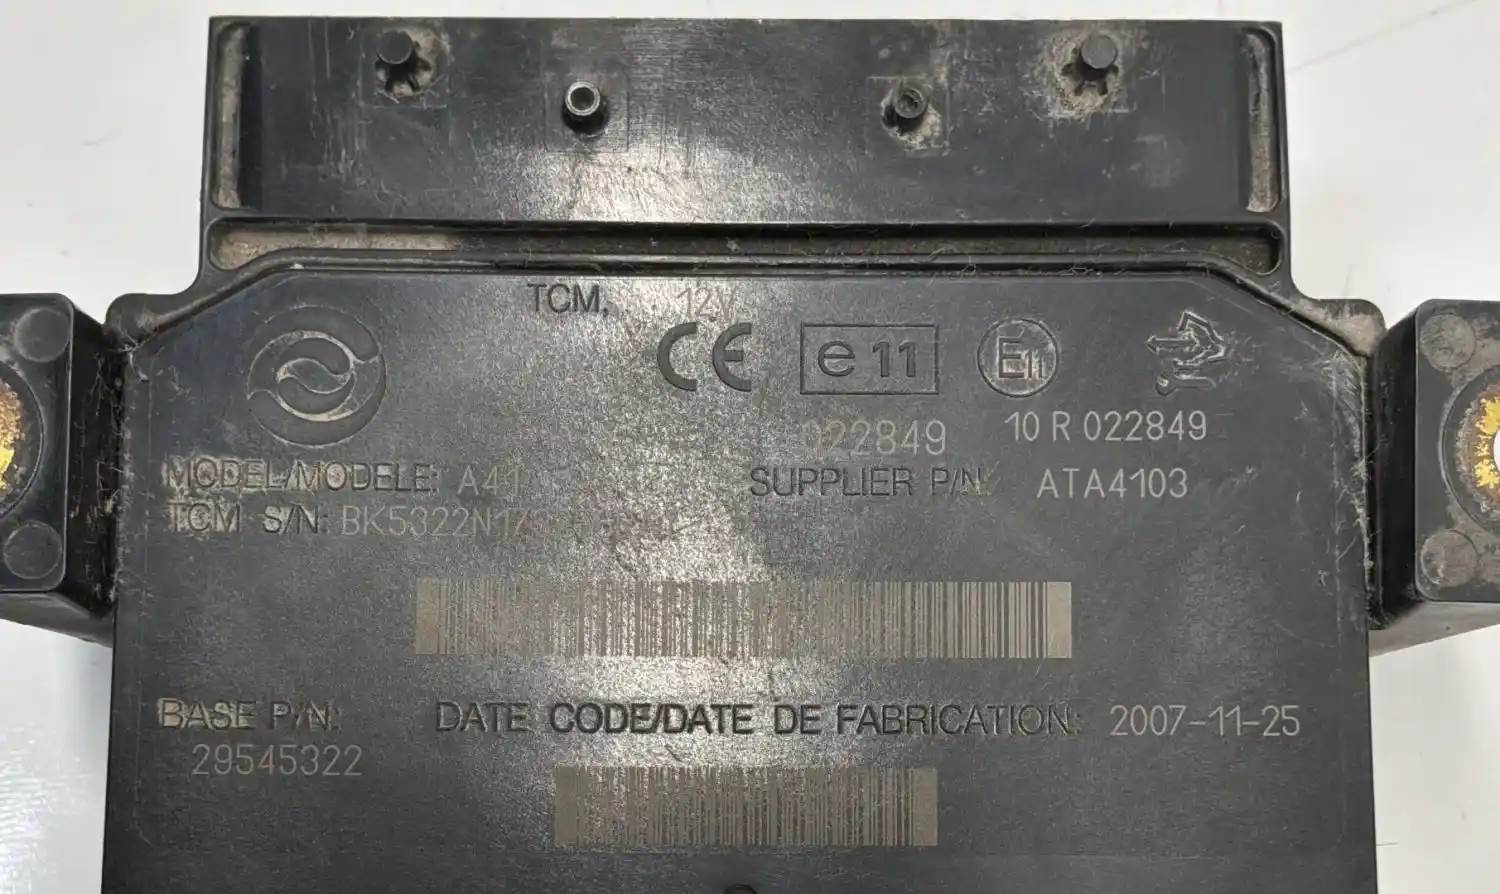 TCM, 12V
CE e11 E11
022849 10 R 022849
MODEL/MODELE: A41
SUPPLIER P/N: ATA4103
TCM S/N:
BASE P/N:
29545322
DATE CODE/DATE DE FABRICATION: 2007-11-25